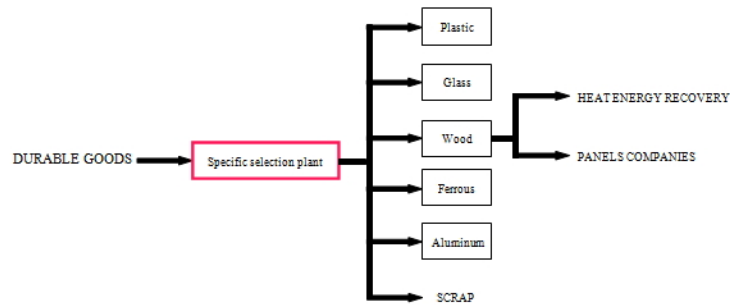 Plastic
Glass
HEAT ENERGY RECOVERY
Wood
DURABLE GOODS
Specific selection plant
PANELS COMPANIES
Ferrous
Aluminum
SCRAP